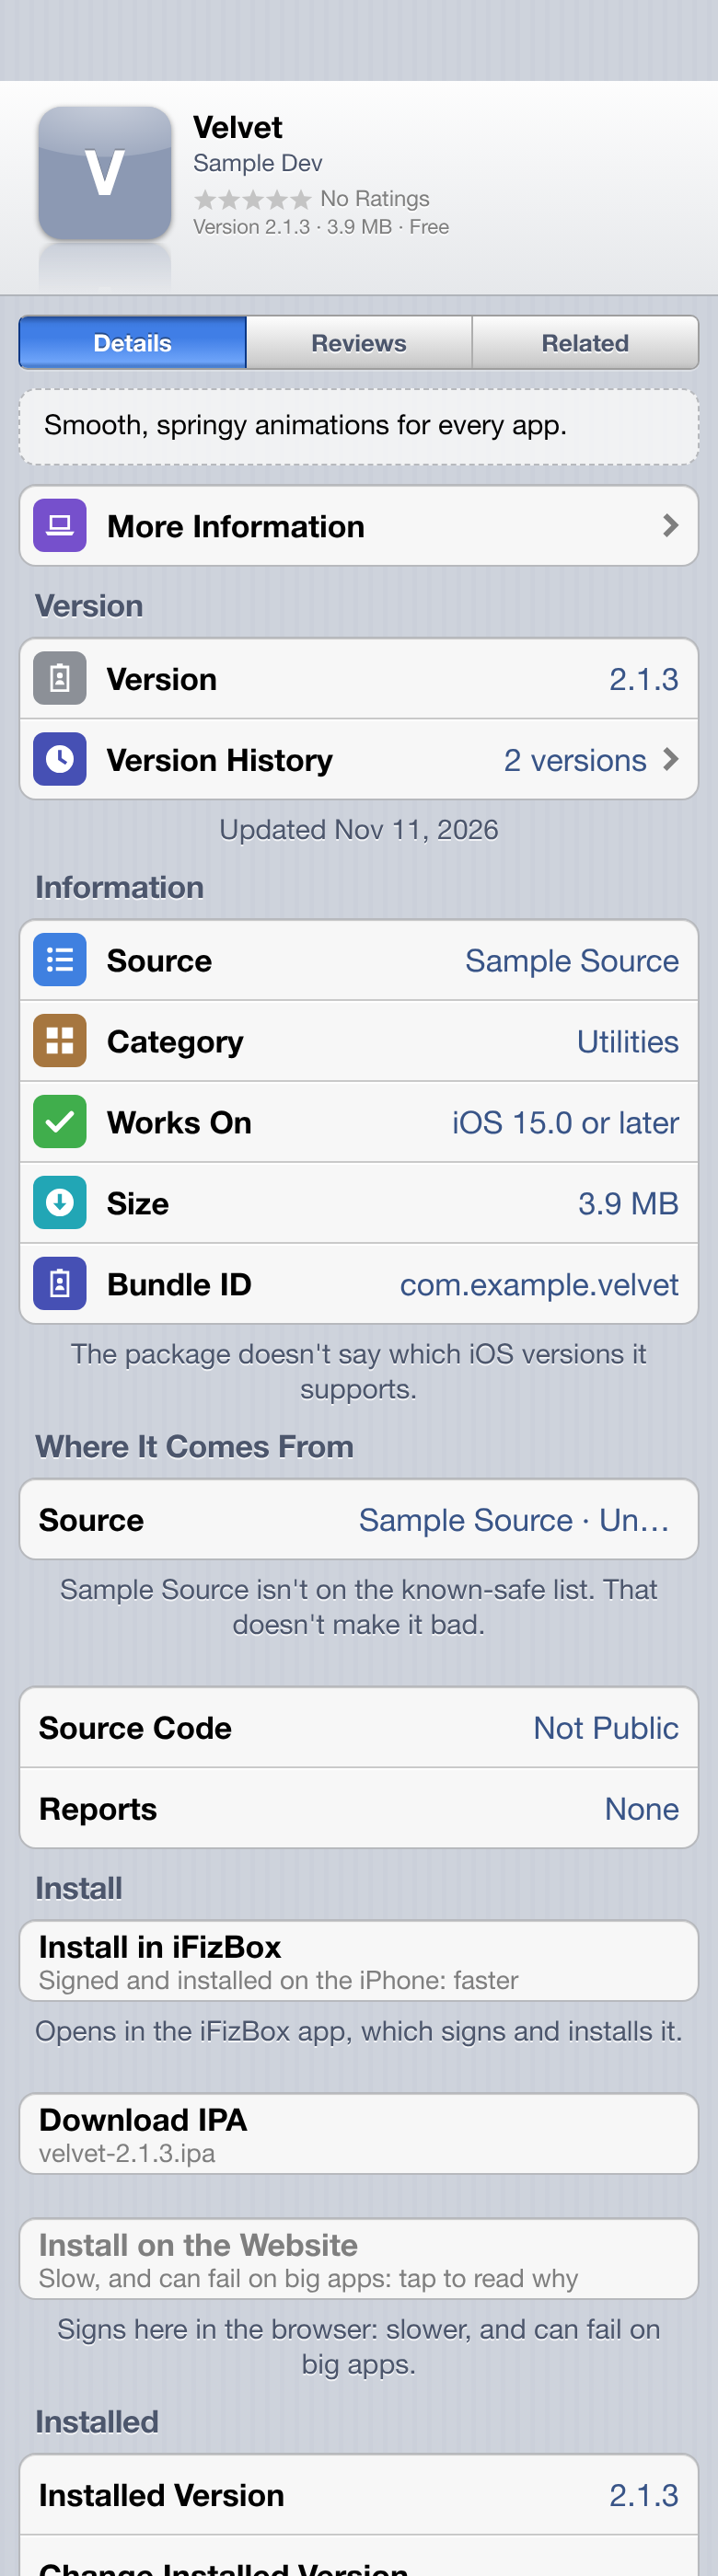 V
Velvet
Sample Dev
No Ratings
Version 2.1.3 · 3.9 MB · Free
Details
Reviews
Related
Smooth, springy animations for every app.
More Information
Version
Version
2.1.3
Version History
2 versions
Updated Nov 11, 2026
Information
Source
Sample Source
Category
Utilities
Works On
iOS 15.0 or later
Size
3.9 MB
Bundle ID
com.example.velvet
The package doesn't say which iOS versions it
supports.
Where It Comes From
Source
Sample Source · Un…
Sample Source isn't on the known-safe list. That
doesn't make it bad.
Source Code
Not Public
Reports
None
Install
Install in iFizBox
Signed and installed on the iPhone: faster
Opens in the iFizBox app, which signs and installs it.
Download IPA
velvet-2.1.3.ipa
Install on the Website
Slow, and can fail on big apps: tap to read why
Signs here in the browser: slower, and can fail on
big apps.
Installed
Installed Version
2.1.3
Change Installed Version